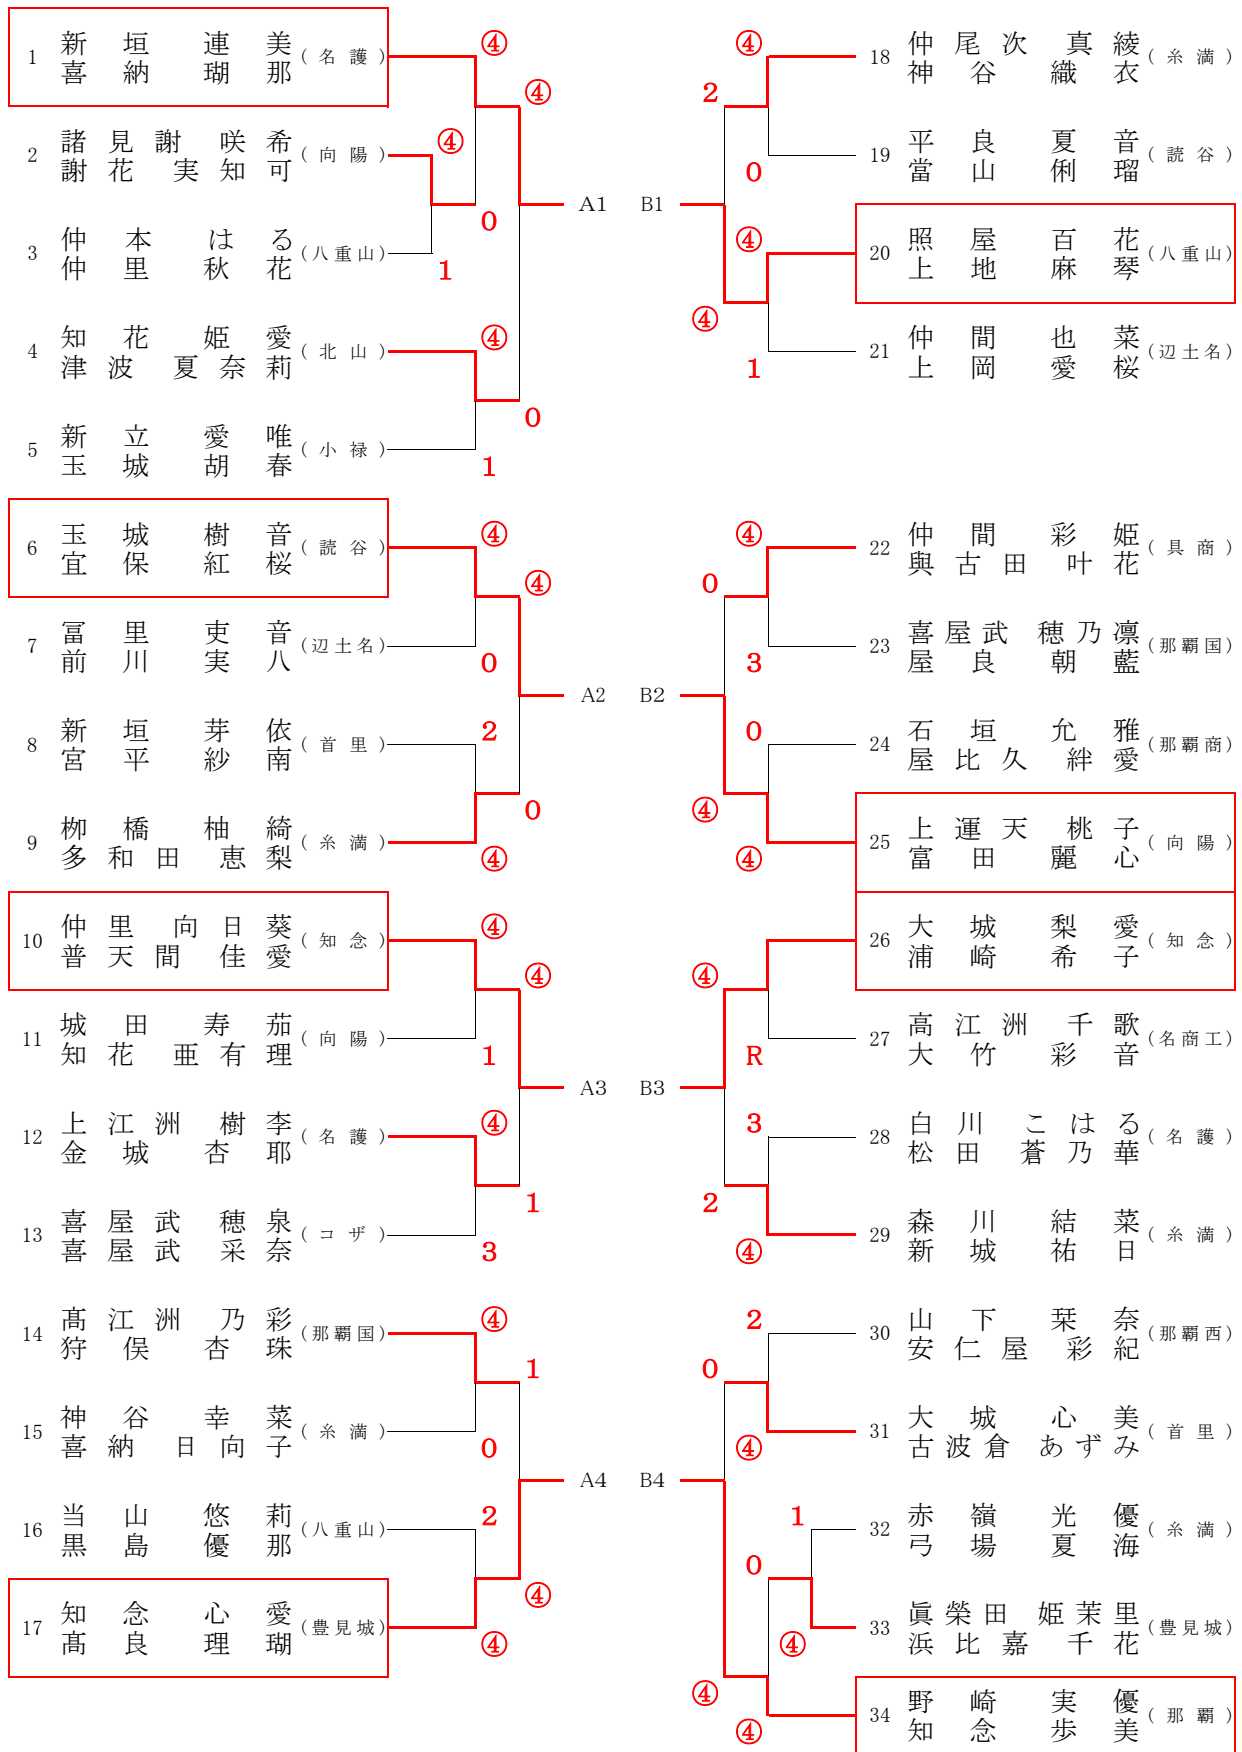 1 新垣 連美 (名護)
喜納 瑚那
2 諸見謝 咲希 (向陽)
謝花 実知可
3 仲本 はる (八重山)
仲里 秋花
4 知花 姫愛 (北山)
津波 夏奈莉
5 新立 愛唯 (小禄)
玉城 胡春
④
④
④
0
1
④
0
1
A1
6 玉城 樹音 (読谷)
宜保 紅桜
7 冨里 吏音 (辺土名)
前川 実八
8 新垣 芽依 (首里)
宮平 紗南
9 栁橋 柚綺 (糸満)
多和田 恵梨
④
④
0
2
0
④
A2
10 仲里 向日葵 (知念)
普天間 佳愛
11 城田 寿茄 (向陽)
知花 亜有理
12 上江洲 樹李 (名護)
金城 杏耶
13 喜屋武 穂泉 (コザ)
喜屋武 采奈
④
④
1
④
1
3
A3
14 髙江洲 乃彩 (那覇国)
狩俣 杏珠
15 神谷 幸菜 (糸満)
喜納 日向子
16 当山 悠莉 (八重山)
黒島 優那
17 知念 心愛 (豊見城)
髙良 理瑚
④
1
0
2
④
④
A4
18 仲尾次 真綾 (糸満)
神谷 織衣
19 平良 夏音 (読谷)
當山 俐瑠
20 照屋 百花 (八重山)
上地 麻琴
21 仲間 也菜 (辺土名)
上岡 愛桜
④
2
0
④
④
1
B1
22 仲間 彩姫 (具商)
與古田 叶花
23 喜屋武 穂乃凛 (那覇国)
屋良 朝藍
24 石垣 允雅 (那覇商)
屋比久 絆愛
25 上運天 桃子 (向陽)
富田 麗心
④
0
3
0
④
④
B2
26 大城 梨愛 (知念)
浦崎 希子
27 高江洲 千歌 (名商工)
大竹 彩音
28 白川 こはる (名護)
松田 蒼乃華
29 森川 結菜 (糸満)
新城 祐日
④
R
3
2
④
B3
30 山下 栞奈 (那覇西)
安仁屋 彩紀
31 大城 心美 (首里)
古波倉 あずみ
32 赤嶺 光優 (糸満)
弓場 夏海
33 眞榮田 姫茉里 (豊見城)
浜比嘉 千花
34 野崎 実優 (那覇)
知念 歩美
2
0
④
1
0
④
④
④
B4